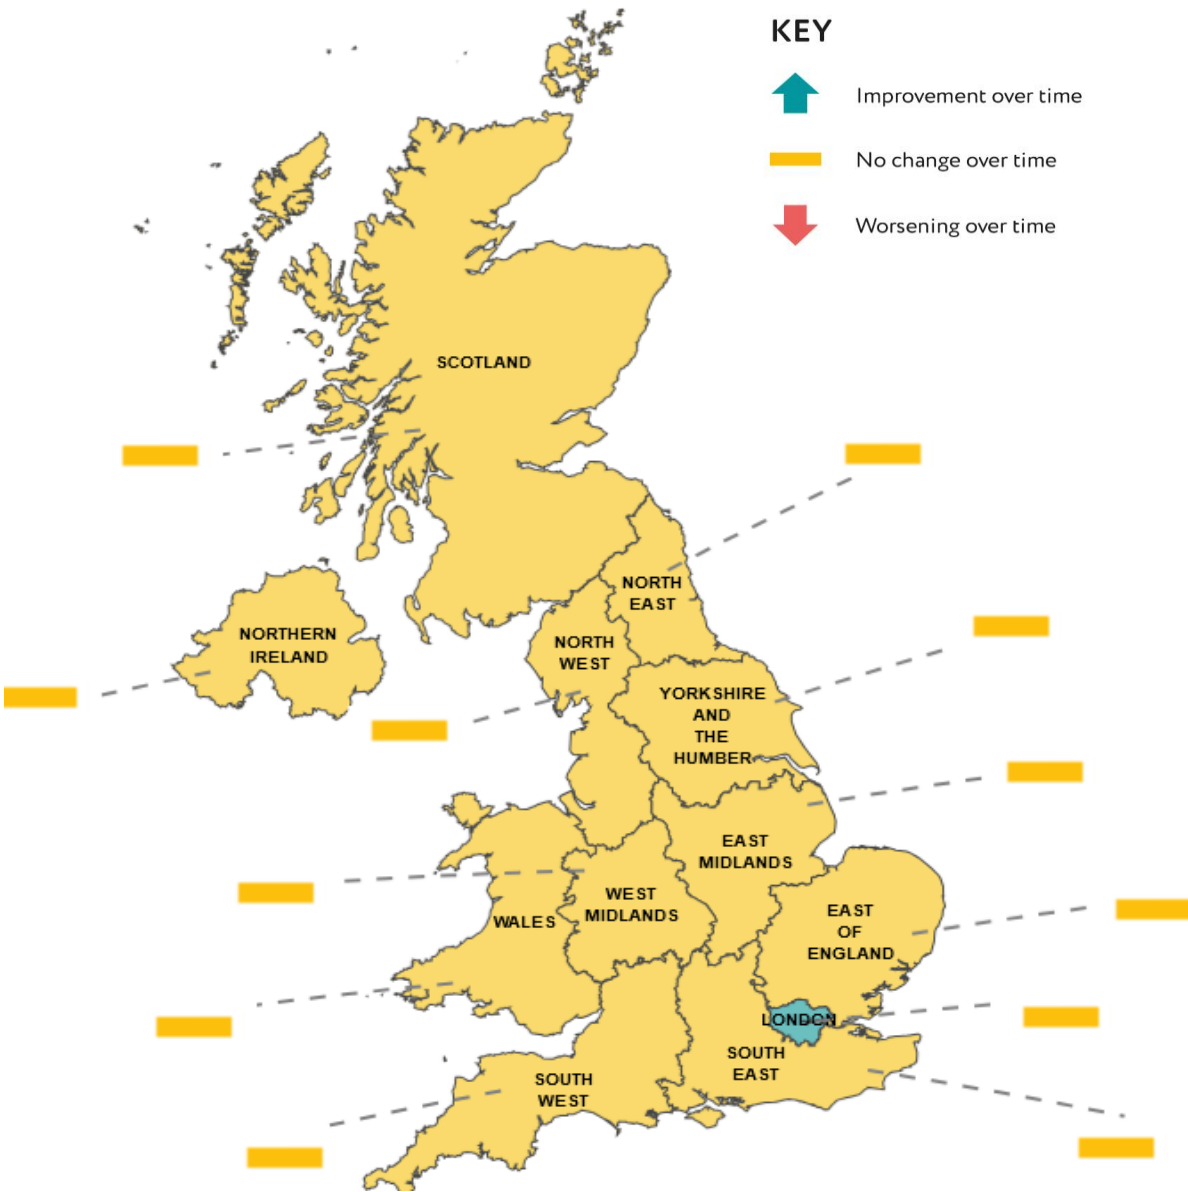 KEY
Improvement over time
No change over time
Worsening over time
SCOTLAND
NORTH
EAST
NORTHERN
IRELAND
NORTH
WEST
YORKSHIRE
AND
THE
HUMBER
EAST
MIDLANDS
WEST
MIDLANDS
WALES
EAST
OF
ENGLAND
LONDON
SOUTH
EAST
SOUTH
WEST